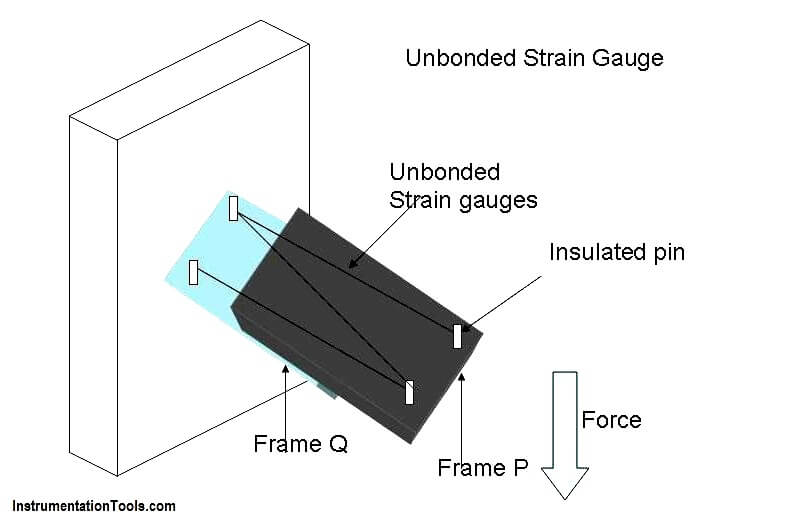 Unbonded Strain Gauge
Unbonded
Strain gauges
Insulated pin
Force
Frame Q
Frame P
InstrumentationTools.com